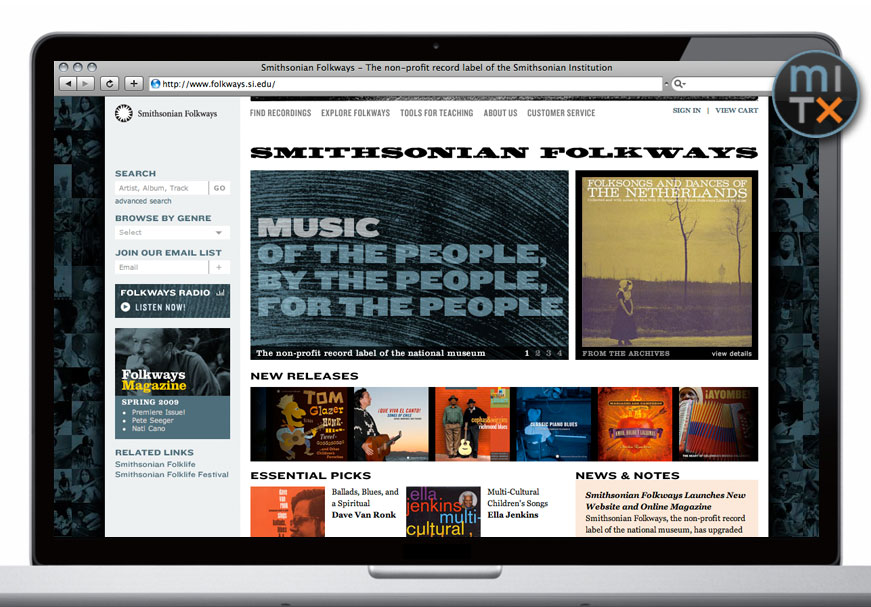 Smithsonian Folkways – The non-profit record label of the Smithsonian Institution
http://www.folkways.si.edu/
MITX
Smithsonian Folkways
FIND RECORDINGS EXPLORE FOLKWAYS TOOLS FOR TEACHING ABOUT US CUSTOMER SERVICE
SIGN IN | VIEW CART
SMITHSONIAN FOLKWAYS
SEARCH
Artist, Album, Track GO
advanced search
BROWSE BY GENRE
Select
JOIN OUR EMAIL LIST
Email +
FOLKWAYS RADIO
LISTEN NOW!
Folkways
Magazine
SPRING 2009
Premiere Issue!
Pete Seeger
Nati Cano
RELATED LINKS
Smithsonian Folklife
Smithsonian Folklife Festival
MUSIC
OF THE PEOPLE,
BY THE PEOPLE,
FOR THE PEOPLE
The non-profit record label of the national museum 1 2 3 4
FOLKSONGS AND DANCES OF
THE NETHERLANDS
FROM THE ARCHIVES view details
NEW RELEASES
TOM
Glazer
HONK-
¡QUE VIVA EL CANTO!
SONGS OF CHILE
CLASSIC PIANO BLUES
¡AYOMBE!
ESSENTIAL PICKS
dave
van
ronk
Ballads, Blues, and
a Spiritual
Dave Van Ronk
ella
jenkins
multi-
cultural
Multi-Cultural
Children's Songs
Ella Jenkins
NEWS & NOTES
Smithsonian Folkways Launches New
Website and Online Magazine
Smithsonian Folkways, the non-profit record
label of the national museum, has upgraded